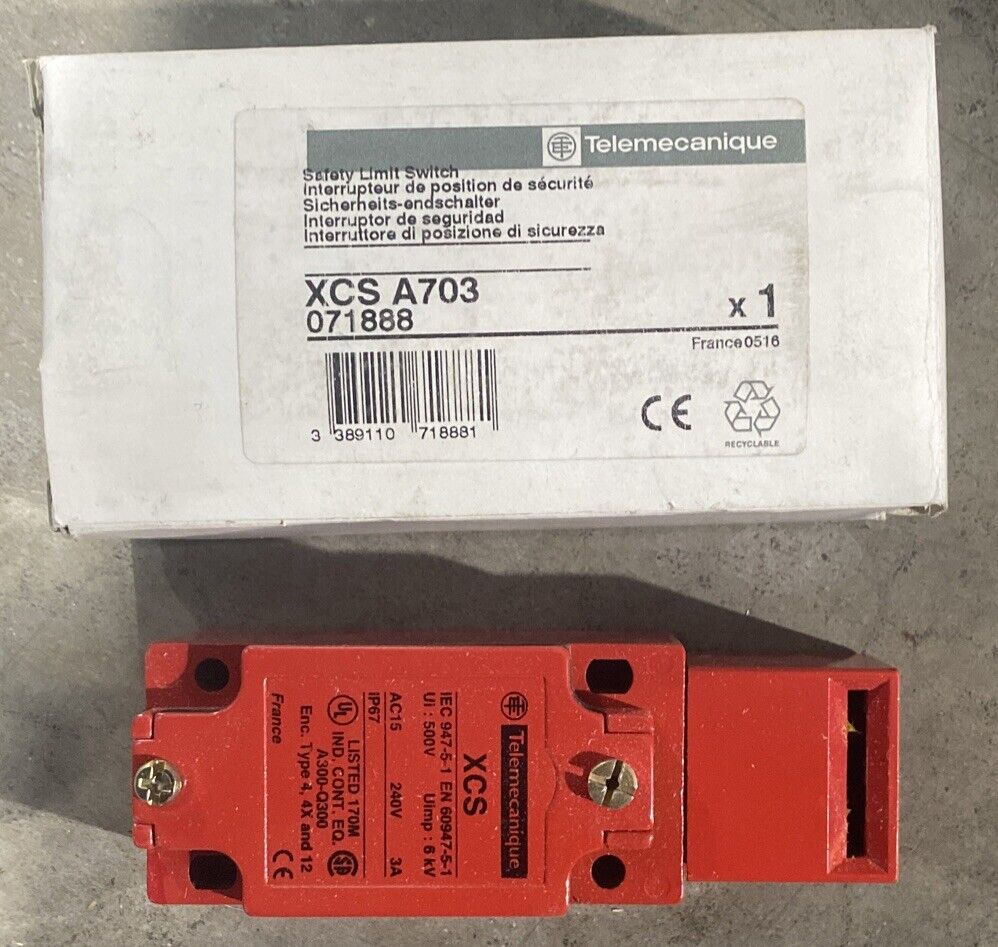 Telemecanique
Safety Limit Switch
Interrupteur de position de sécurité
Sicherheits-endschalter
Interruptor de seguridad
Interruttore di posizione di sicurezza
XCS A703
071888
x 1
France 0516
3 389110 718881
CE
RECYCLABLE
Telemecanique
XCS
IEC 947-5-1 EN 60947-5-1
Ui : 500V Uimp : 6 kV
AC15 240V 3A
IP67
UL LISTED 170M
IND. CONT. EQ.
A300-Q300
Enc. Type 4, 4X and 12
France CE